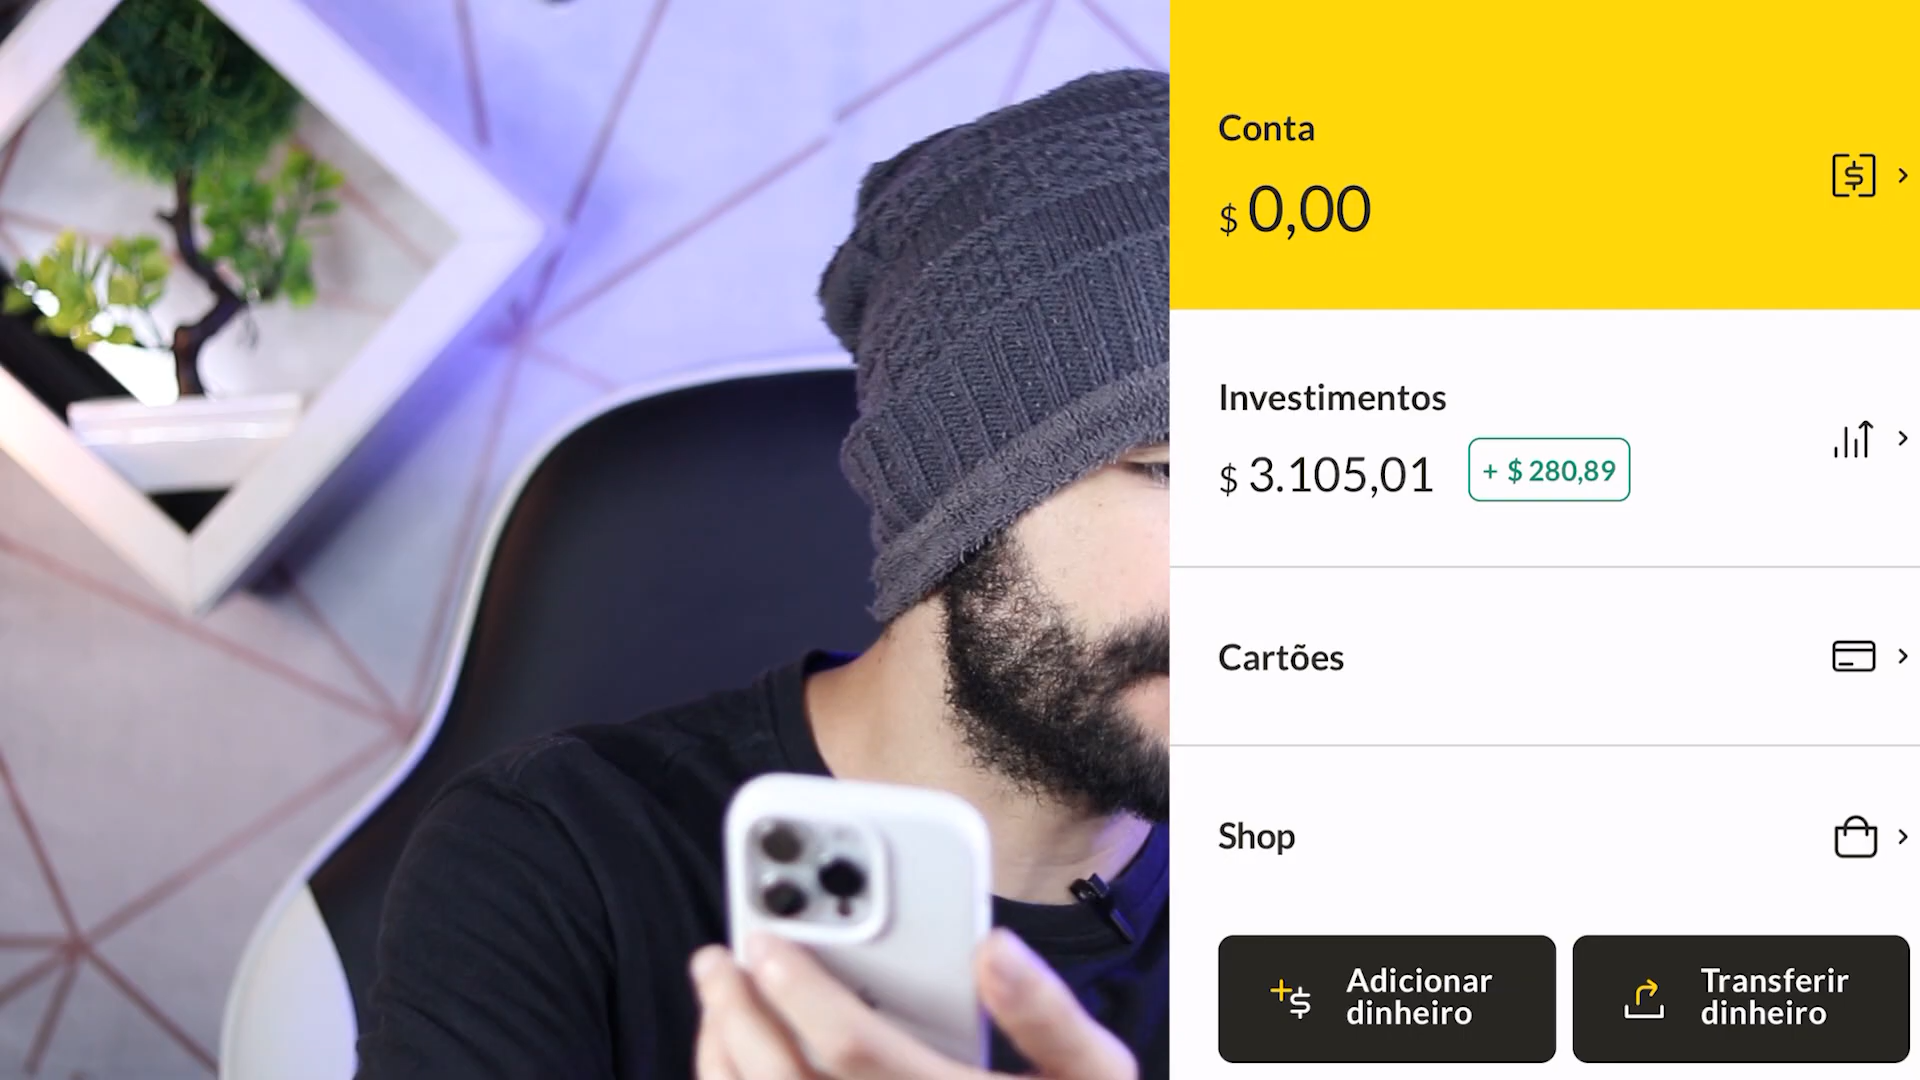 Conta
$ 0,00
Investimentos
$ 3.105,01 + $ 280,89
Cartões
Shop
Adicionar
dinheiro
Transferir
dinheiro